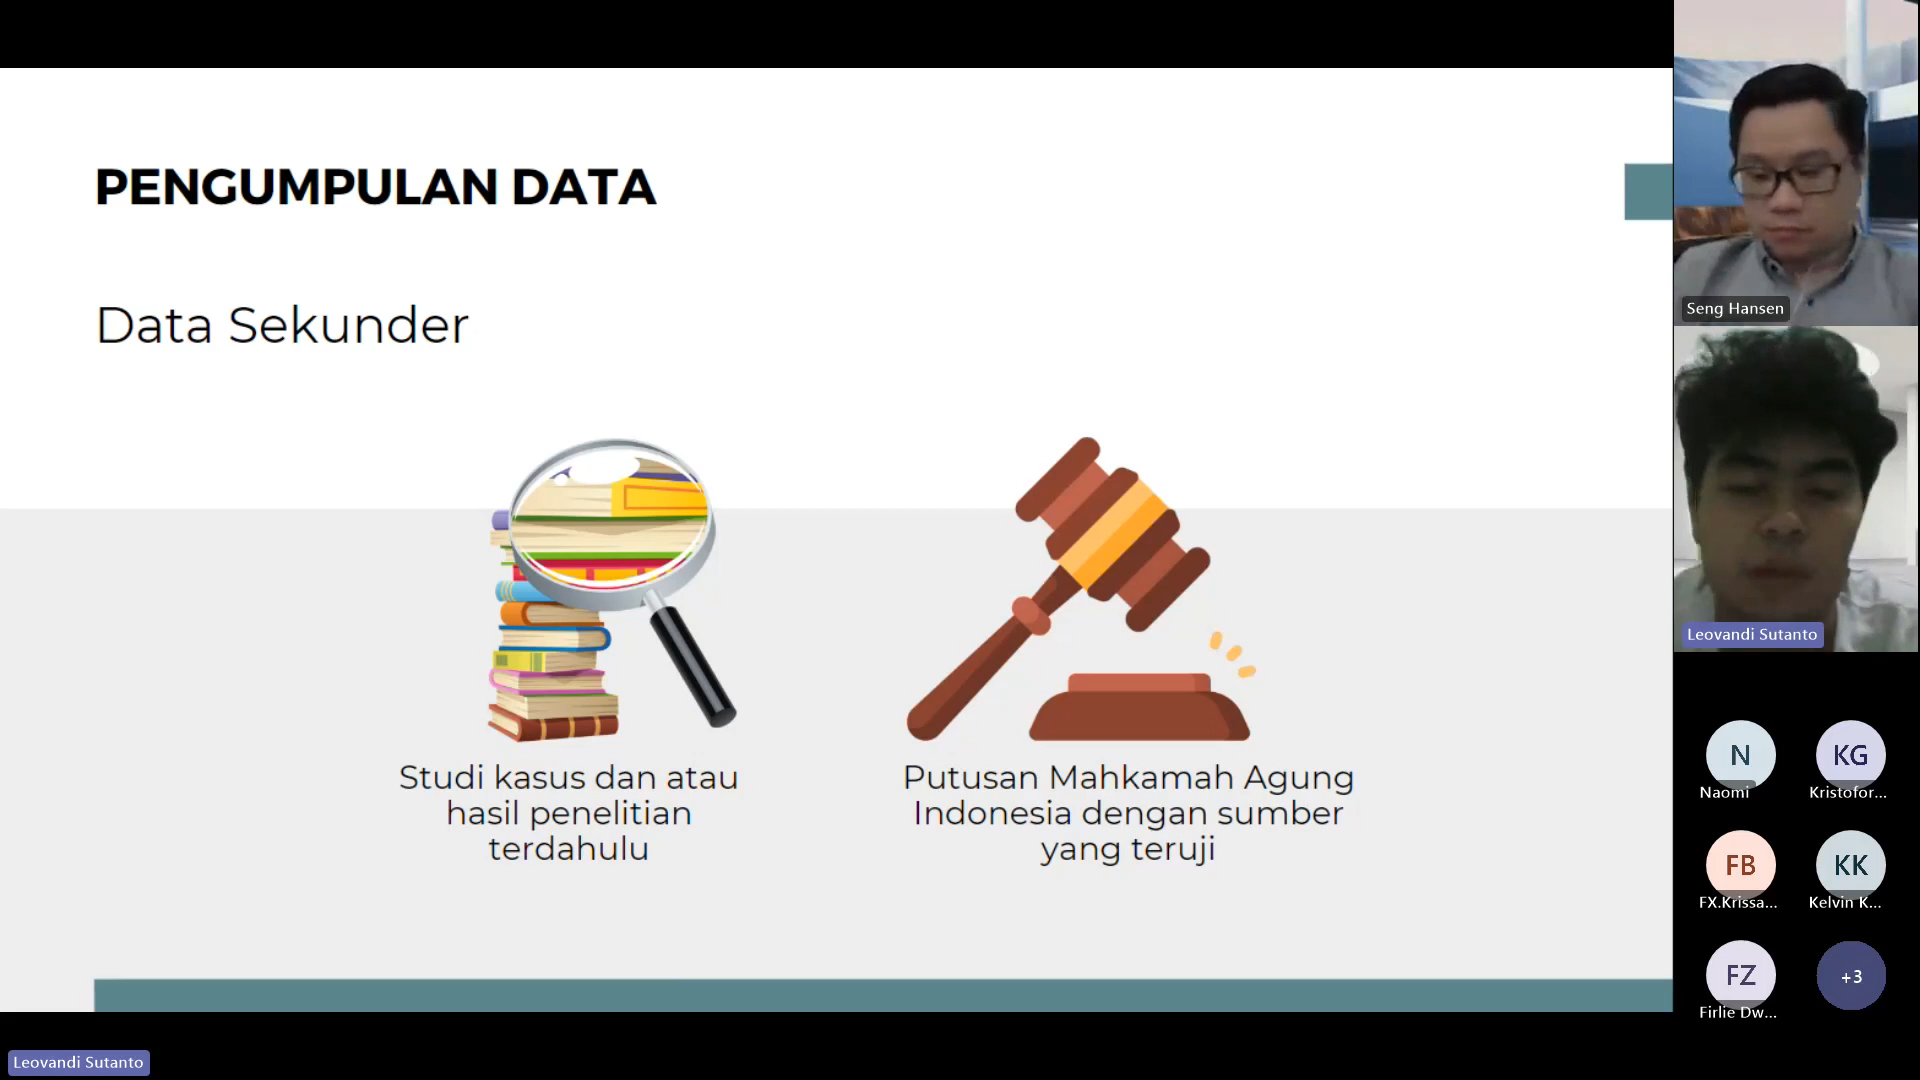 PENGUMPULAN DATA
Data Sekunder
Studi kasus dan atau
hasil penelitian
terdahulu
Putusan Mahkamah Agung
Indonesia dengan sumber
yang teruji
Seng Hansen
Leovandi Sutanto
N
Naomi
KG
Kristofor...
FB
FX.Krissa...
KK
Kelvin K...
FZ
Firlie Dw...
+3
Leovandi Sutanto